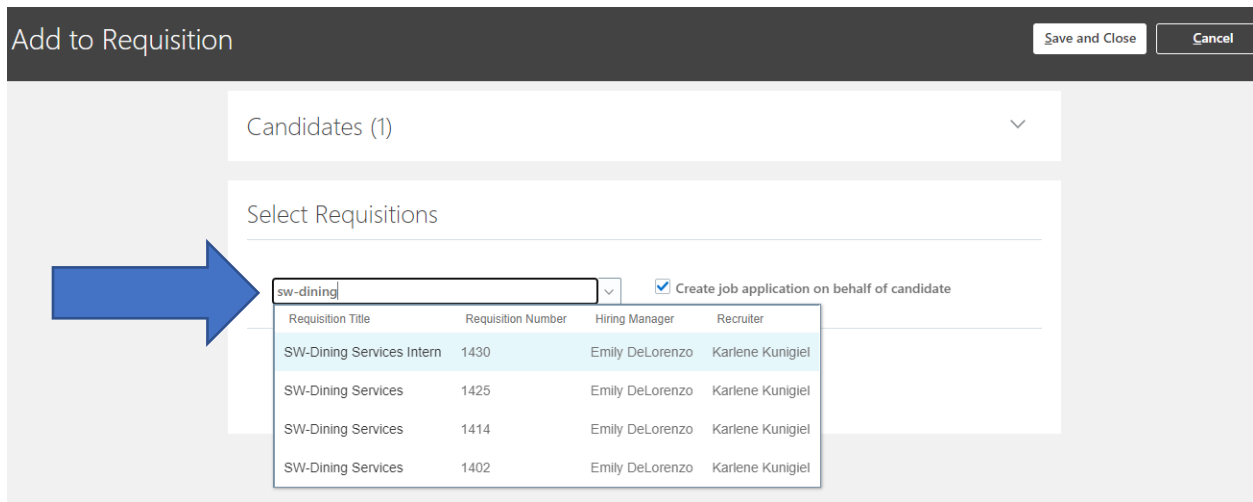 Add to Requisition Save and Close Cancel
Candidates (1)
Select Requisitions
sw-dining Create job application on behalf of candidate
Requisition Title Requisition Number Hiring Manager Recruiter
SW-Dining Services Intern 1430 Emily DeLorenzo Karlene Kunigiel
SW-Dining Services 1425 Emily DeLorenzo Karlene Kunigiel
SW-Dining Services 1414 Emily DeLorenzo Karlene Kunigiel
SW-Dining Services 1402 Emily DeLorenzo Karlene Kunigiel